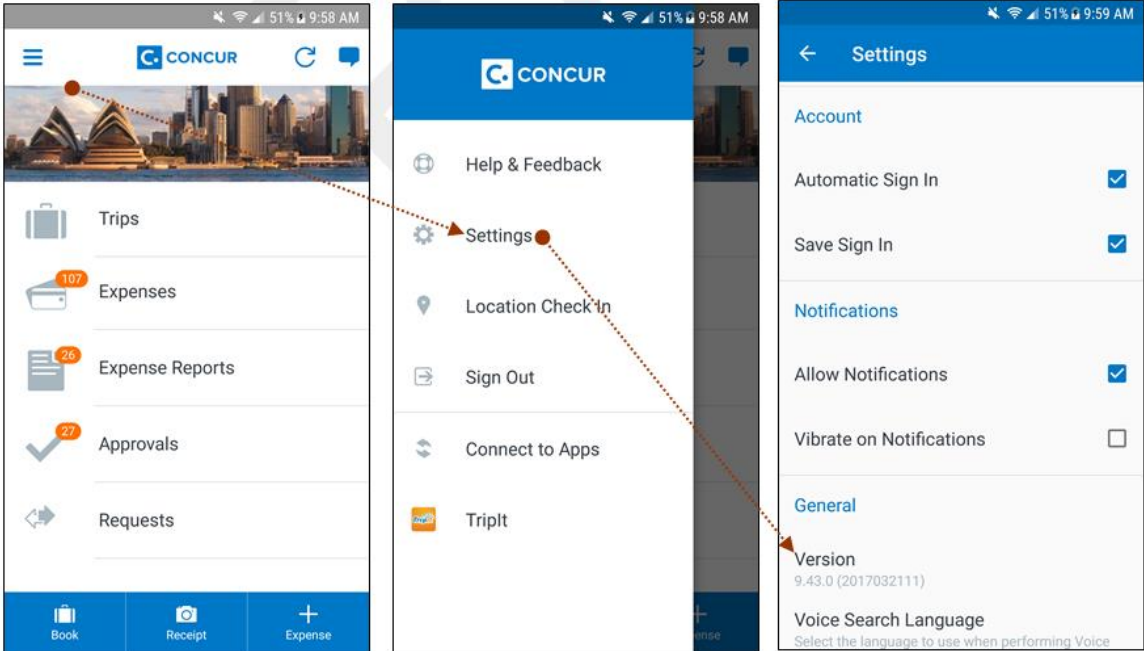 51% 9:58 AM
C. CONCUR
Trips
107
Expenses
26
Expense Reports
27
Approvals
Requests
Book
Receipt
Expense
51% 9:58 AM
C. CONCUR
Help & Feedback
Settings
Location Check In
Sign Out
Connect to Apps
TripIt
51% 9:59 AM
Settings
Account
Automatic Sign In
Save Sign In
Notifications
Allow Notifications
Vibrate on Notifications
General
Version
9.43.0 (2017032111)
Voice Search Language
Select the language to use when performing Voice